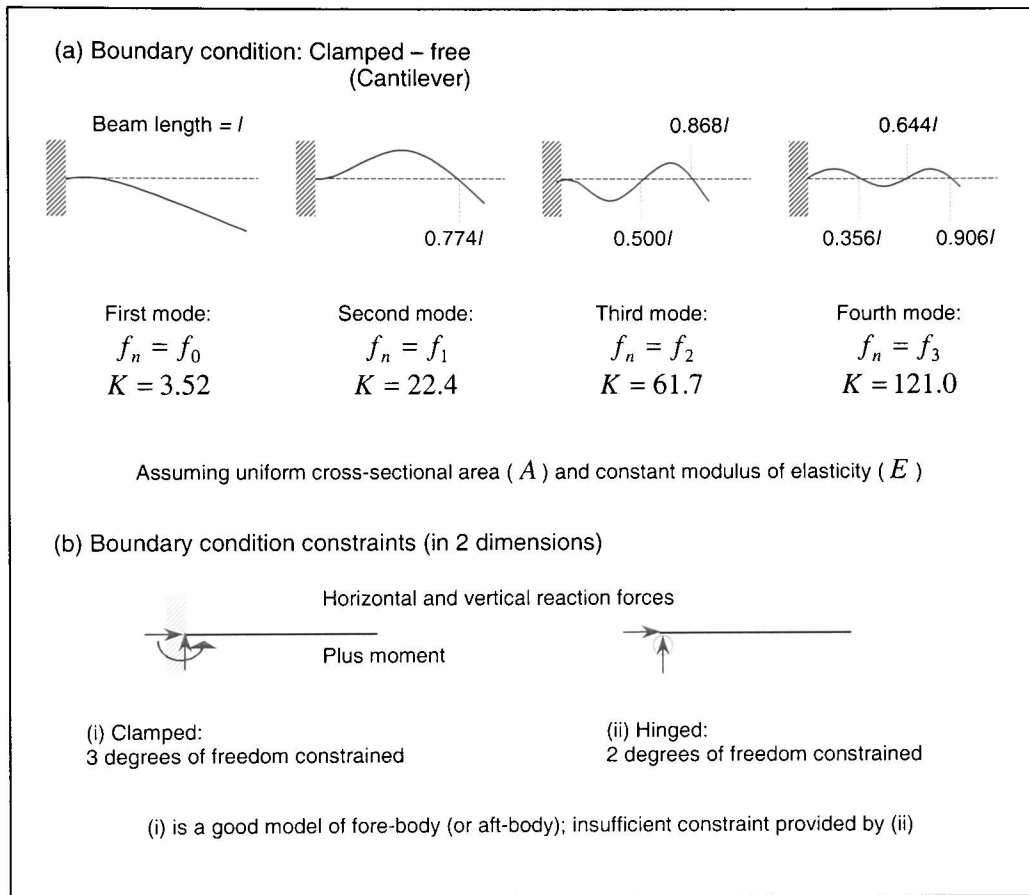 (a) Boundary condition: Clamped – free
(Cantilever)
Beam length = l
0.774l
0.868l
0.500l
0.644l
0.356l
0.906l
First mode:
f_n = f_0
K = 3.52
Second mode:
f_n = f_1
K = 22.4
Third mode:
f_n = f_2
K = 61.7
Fourth mode:
f_n = f_3
K = 121.0
Assuming uniform cross-sectional area ( A ) and constant modulus of elasticity ( E )
(b) Boundary condition constraints (in 2 dimensions)
Horizontal and vertical reaction forces
Plus moment
(i) Clamped:
3 degrees of freedom constrained
(ii) Hinged:
2 degrees of freedom constrained
(i) is a good model of fore-body (or aft-body); insufficient constraint provided by (ii)